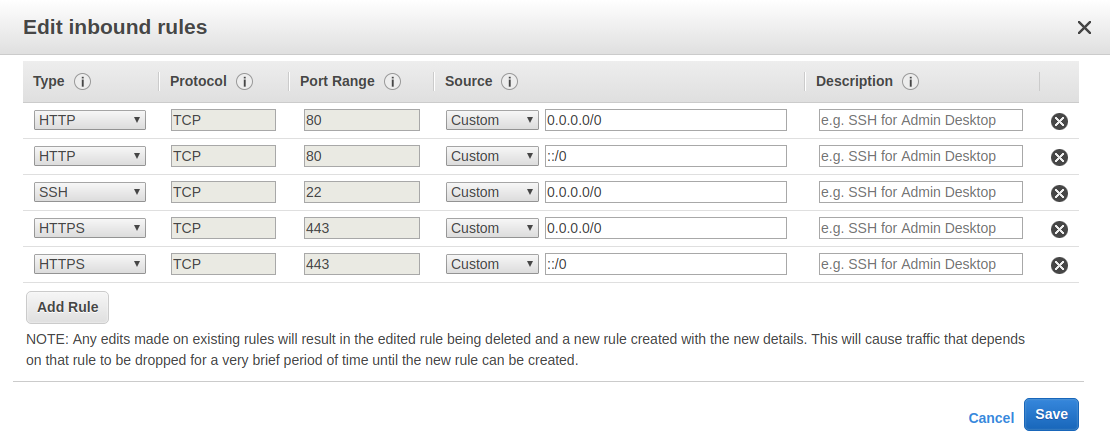 Edit inbound rules
Type Protocol Port Range Source Description
HTTP TCP 80 Custom 0.0.0.0/0 e.g. SSH for Admin Desktop
HTTP TCP 80 Custom ::/0 e.g. SSH for Admin Desktop
SSH TCP 22 Custom 0.0.0.0/0 e.g. SSH for Admin Desktop
HTTPS TCP 443 Custom 0.0.0.0/0 e.g. SSH for Admin Desktop
HTTPS TCP 443 Custom ::/0 e.g. SSH for Admin Desktop
Add Rule
NOTE: Any edits made on existing rules will result in the edited rule being deleted and a new rule created with the new details. This will cause traffic that depends
on that rule to be dropped for a very brief period of time until the new rule can be created.
Cancel Save